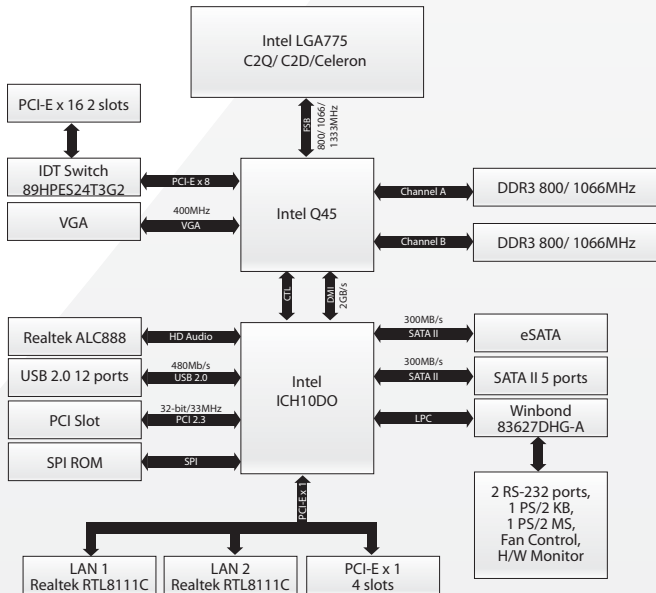 Intel LGA775
C2Q/ C2D/Celeron
FSB
800/ 1066/
1333MHz
PCI-E x 16 2 slots
IDT Switch
89HPES24T3G2
PCI-E x 8
VGA
400MHz
VGA
Intel Q45
Channel A
DDR3 800/ 1066MHz
Channel B
DDR3 800/ 1066MHz
CTL
DMI
2GB/s
Realtek ALC888
HD Audio
USB 2.0 12 ports
480Mb/s
USB 2.0
PCI Slot
32-bit/33MHz
PCI 2.3
SPI ROM
SPI
Intel
ICH10DO
300MB/s
SATA II
eSATA
300MB/s
SATA II
SATA II 5 ports
LPC
Winbond
83627DHG-A
2 RS-232 ports,
1 PS/2 KB,
1 PS/2 MS,
Fan Control,
H/W Monitor
PCI-E x 1
LAN 1
Realtek RTL8111C
LAN 2
Realtek RTL8111C
PCI-E x 1
4 slots